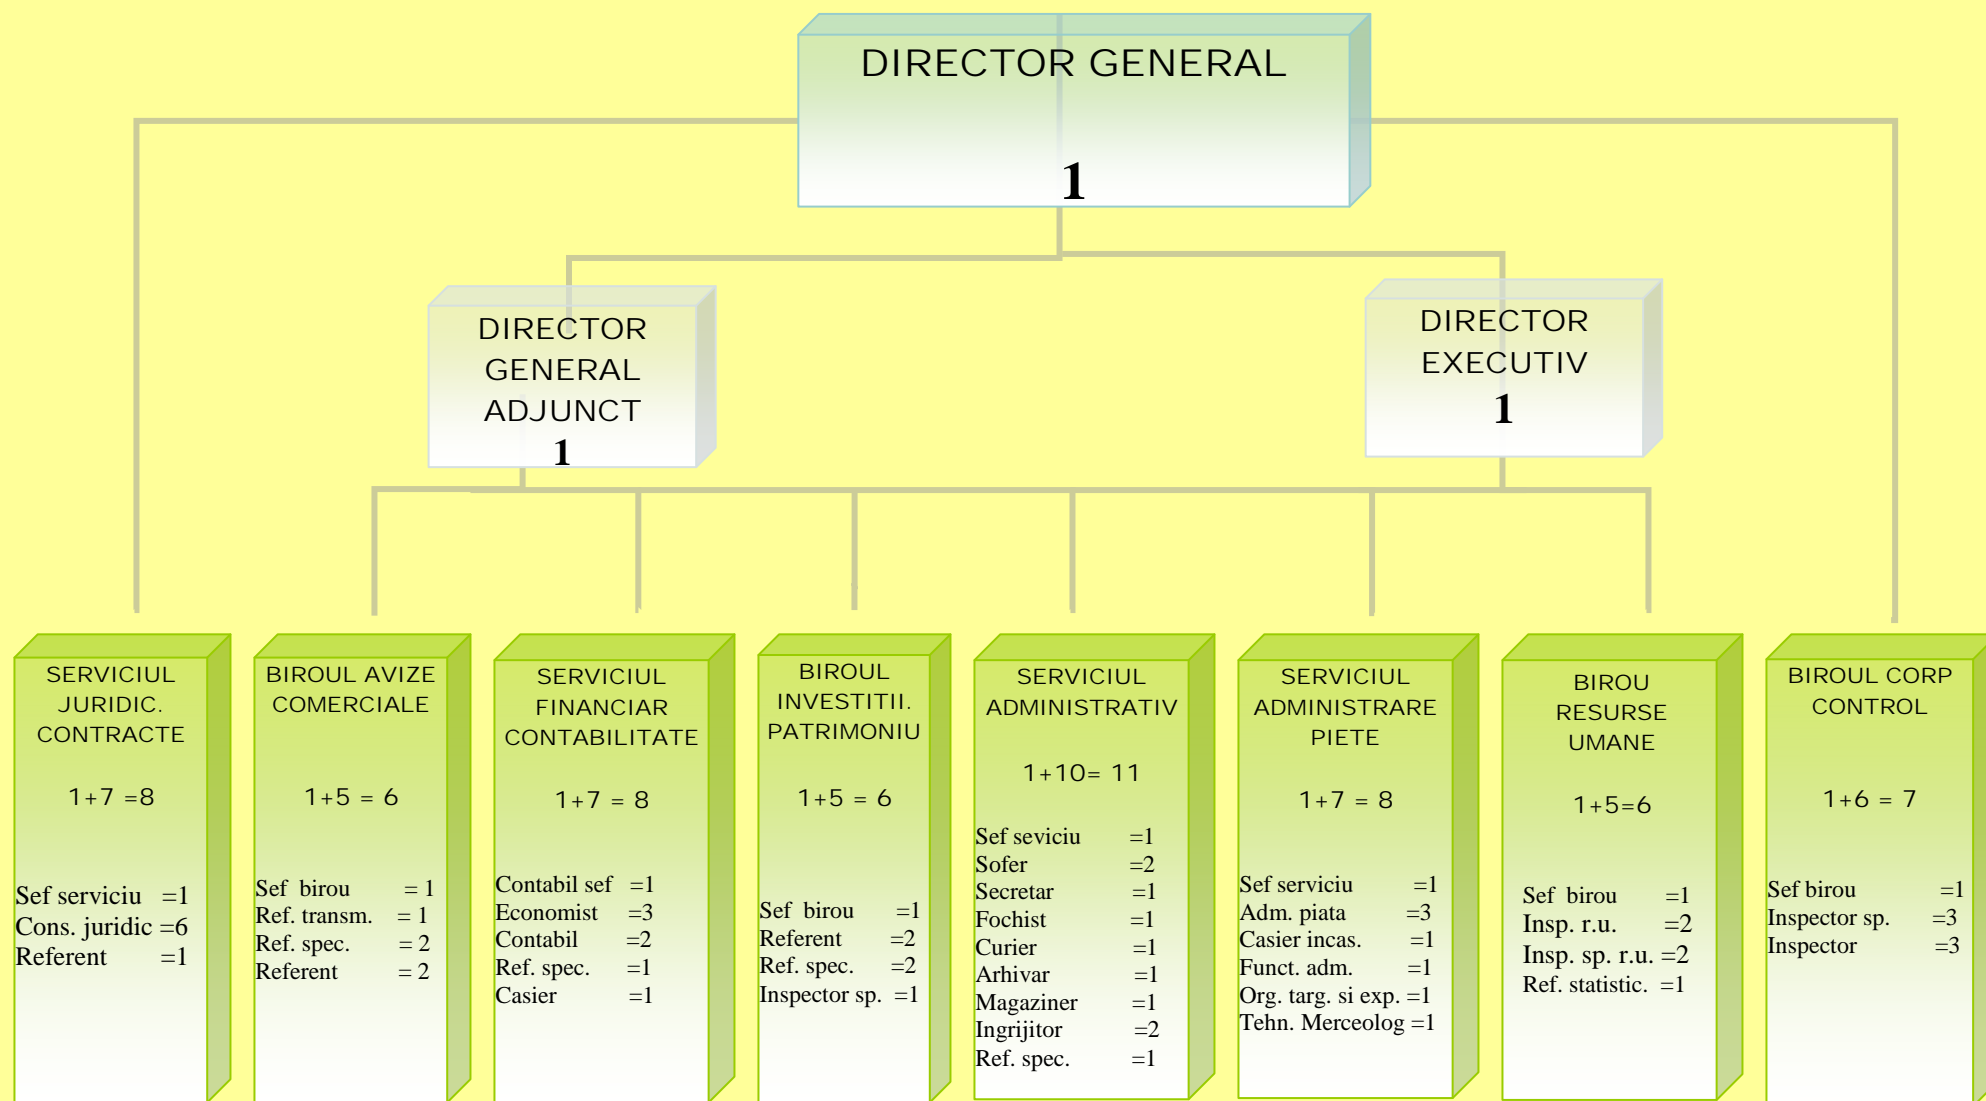 DIRECTOR GENERAL
1
DIRECTOR
GENERAL
ADJUNCT
1
DIRECTOR
EXECUTIV
1
SERVICIUL
JURIDIC.
CONTRACTE
1+7 =8
Sef serviciu =1
Cons. juridic =6
Referent =1
BIROUL AVIZE
COMERCIALE
1+5 = 6
Sef birou = 1
Ref. transm. = 1
Ref. spec. = 2
Referent = 2
SERVICIUL
FINANCIAR
CONTABILITATE
1+7 = 8
Contabil sef =1
Economist =3
Contabil =2
Ref. spec. =1
Casier =1
BIROUL
INVESTITII.
PATRIMONIU
1+5 = 6
Sef birou =1
Referent =2
Ref. spec. =2
Inspector sp. =1
SERVICIUL
ADMINISTRATIV
1+10= 11
Sef seviciu =1
Sofer =2
Secretar =1
Fochist =1
Curier =1
Arhivar =1
Magaziner =1
Ingrijitor =2
Ref. spec. =1
SERVICIUL
ADMINISTRARE
PIETE
1+7 = 8
Sef serviciu =1
Adm. piata =3
Casier incas. =1
Funct. adm. =1
Org. targ. si exp. =1
Tehn. Merceolog =1
BIROU
RESURSE
UMANE
1+5=6
Sef birou =1
Insp. r.u. =2
Insp. sp. r.u. =2
Ref. statistic. =1
BIROUL CORP
CONTROL
1+6 = 7
Sef birou =1
Inspector sp. =3
Inspector =3